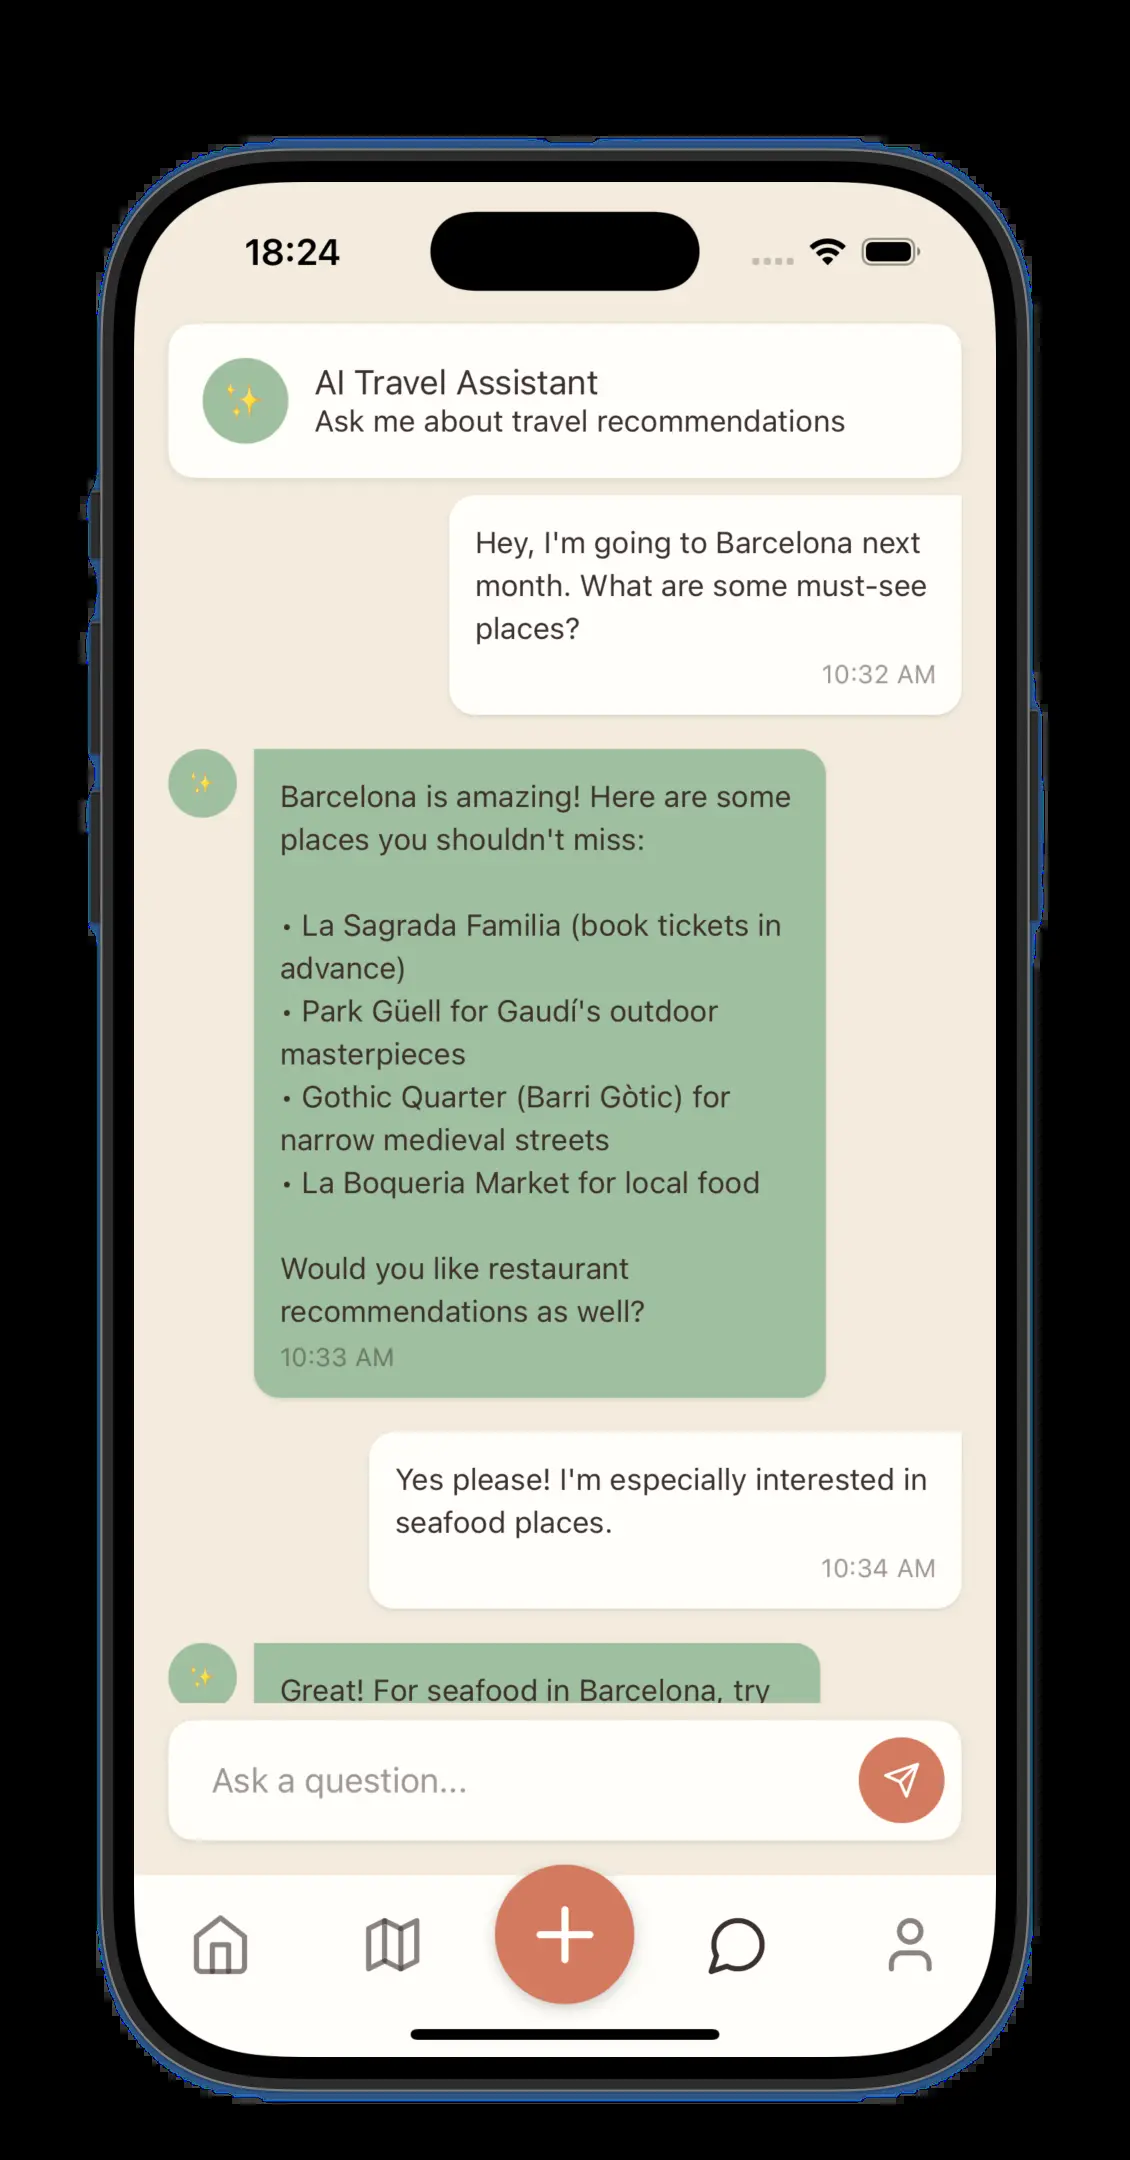 18:24
AI Travel Assistant
Ask me about travel recommendations
Hey, I'm going to Barcelona next
month. What are some must-see
places?
10:32 AM
Barcelona is amazing! Here are some
places you shouldn't miss:
• La Sagrada Familia (book tickets in
advance)
• Park Güell for Gaudí's outdoor
masterpieces
• Gothic Quarter (Barri Gòtic) for
narrow medieval streets
• La Boqueria Market for local food
Would you like restaurant
recommendations as well?
10:33 AM
Yes please! I'm especially interested in
seafood places.
10:34 AM
Great! For seafood in Barcelona, try
Ask a question...